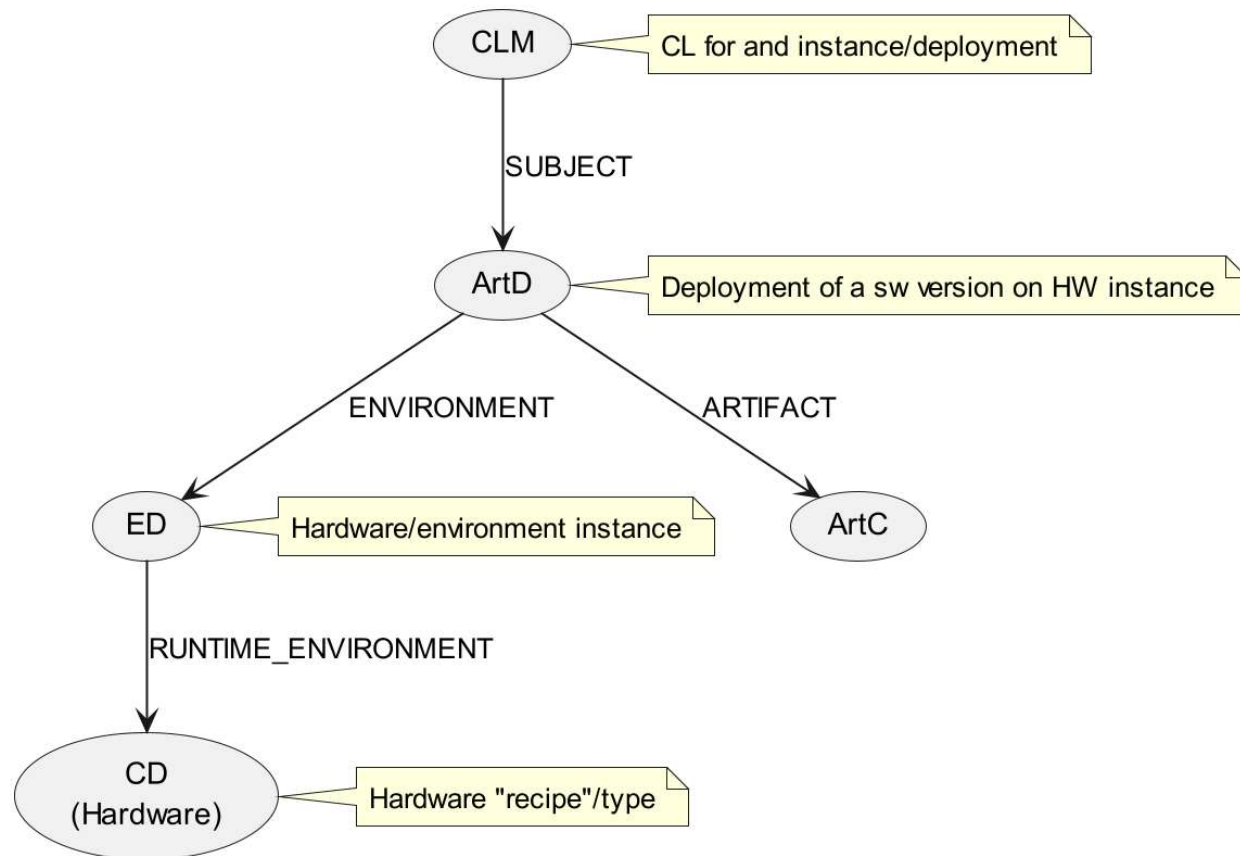 CLM
CL for and instance/deployment
SUBJECT
ArtD
Deployment of a sw version on HW instance
ENVIRONMENT
ARTIFACT
ED
Hardware/environment instance
ArtC
RUNTIME_ENVIRONMENT
CD
(Hardware)
Hardware "recipe"/type